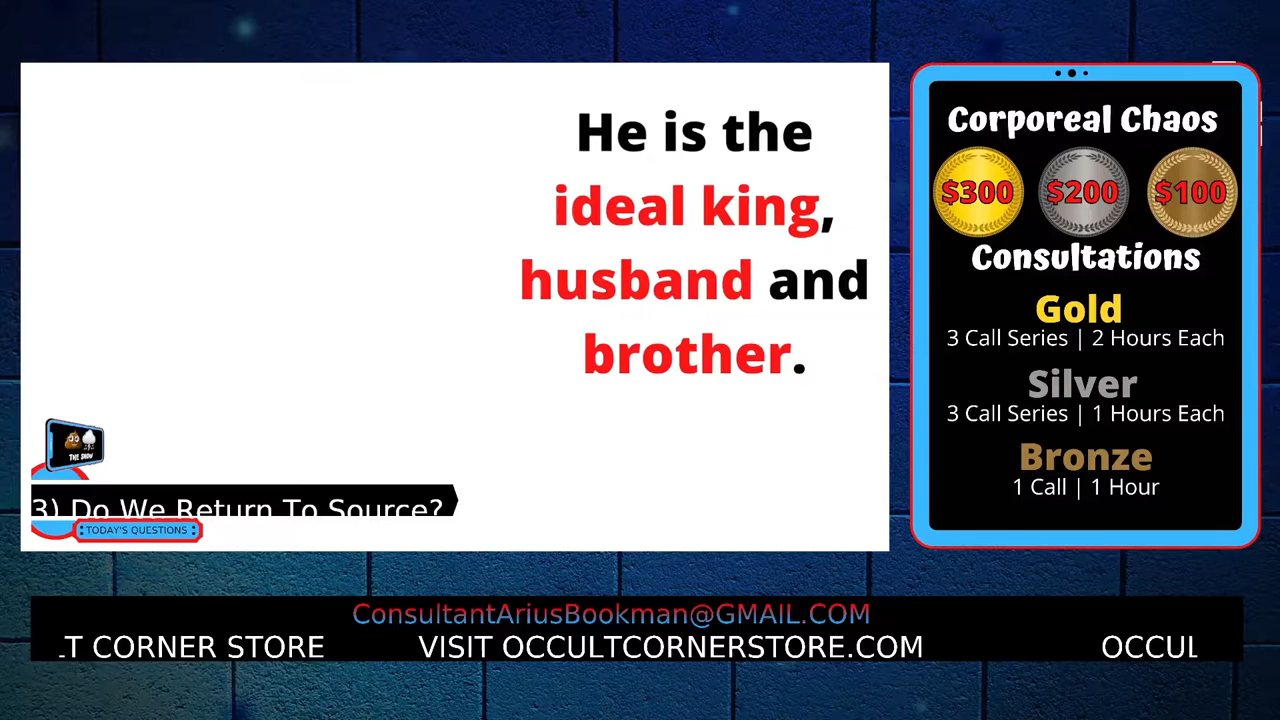 He is the
ideal king,
husband and
brother.
THE SHOW
3) Do We Return To Source?
TODAY'S QUESTIONS
Corporeal Chaos
$300 $200 $100
Consultations
Gold
3 Call Series | 2 Hours Each
Silver
3 Call Series | 1 Hours Each
Bronze
1 Call | 1 Hour
ConsultantAriusBookman@GMAIL.COM
T CORNER STORE VISIT OCCULTCORNERSTORE.COM OCCUL